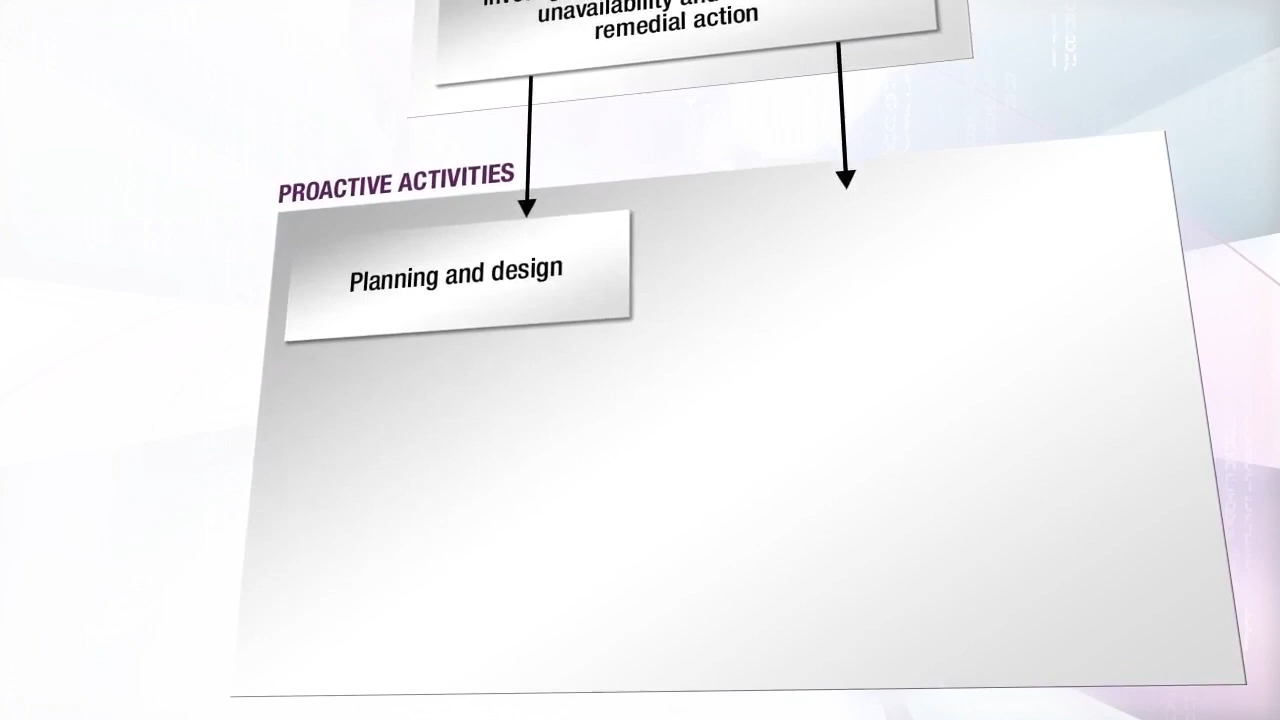 unavailability and
remedial action
PROACTIVE ACTIVITIES
Planning and design